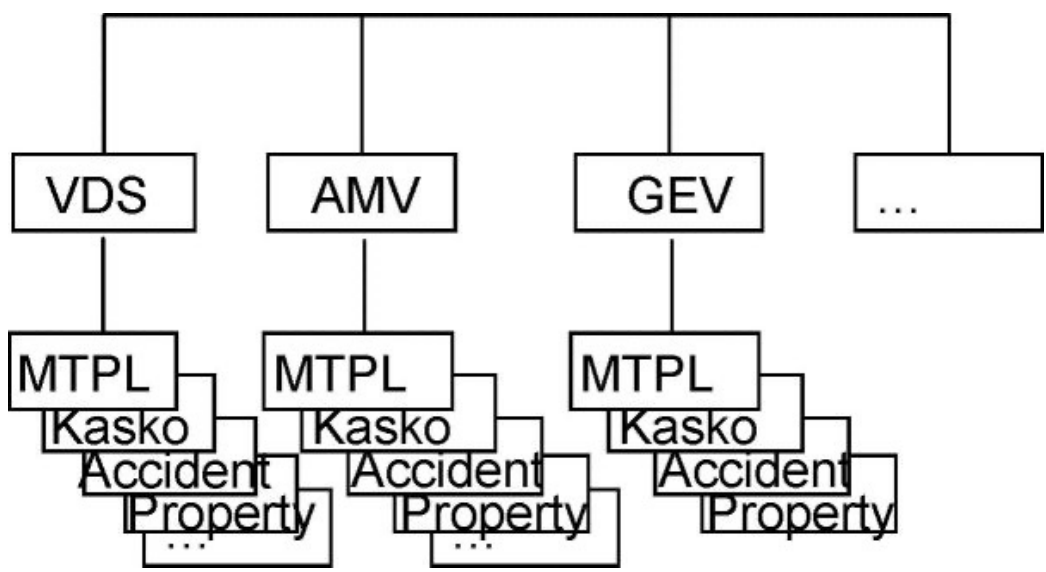 VDS
AMV
GEV
...
MTPL
MTPL
MTPL
Kasko
Kasko
Kasko
Accident
Accident
Accident
Property
Property
Property
...
...